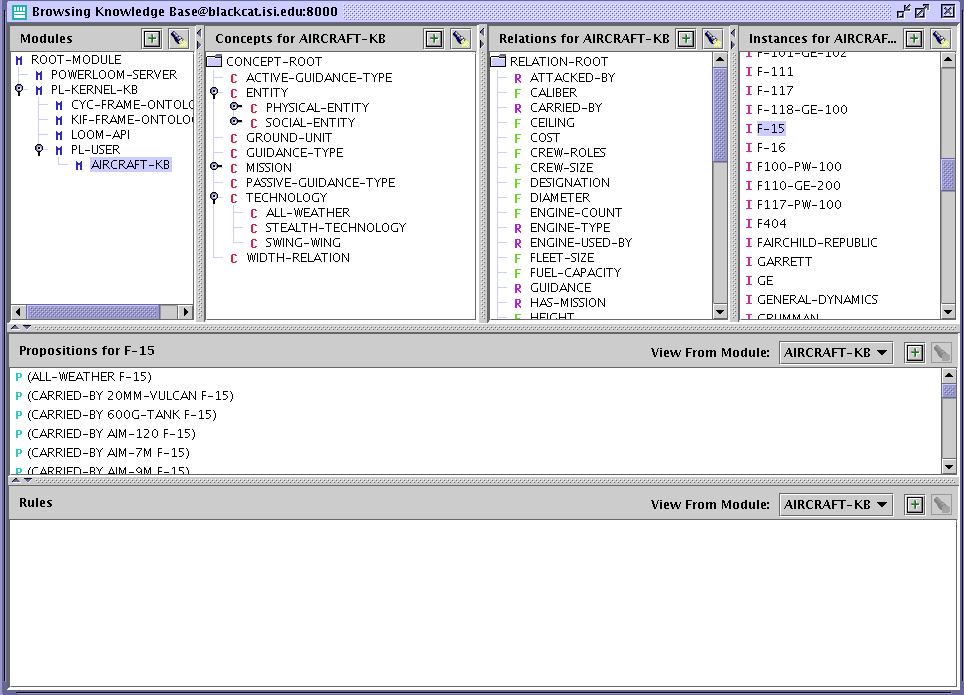 Browsing Knowledge Base@blackcat.isi.edu:8000
Modules
M ROOT-MODULE
M POWERLOOM-SERVER
M PL-KERNEL-KB
M CYC-FRAME-ONTOLO
M KIF-FRAME-ONTOLO
M LOOM-API
M PL-USER
M AIRCRAFT-KB
Concepts for AIRCRAFT-KB
CONCEPT-ROOT
C ACTIVE-GUIDANCE-TYPE
C ENTITY
C PHYSICAL-ENTITY
C SOCIAL-ENTITY
C GROUND-UNIT
C GUIDANCE-TYPE
C MISSION
C PASSIVE-GUIDANCE-TYPE
C TECHNOLOGY
C ALL-WEATHER
C STEALTH-TECHNOLOGY
C SWING-WING
C WIDTH-RELATION
Relations for AIRCRAFT-KB
RELATION-ROOT
R ATTACKED-BY
F CALIBER
R CARRIED-BY
F CEILING
F COST
F CREW-ROLES
F CREW-SIZE
F DESIGNATION
F DIAMETER
F ENGINE-COUNT
R ENGINE-TYPE
R ENGINE-USED-BY
F FLEET-SIZE
F FUEL-CAPACITY
R GUIDANCE
R HAS-MISSION
F HEIGHT
Instances for AIRCRAF...
I F-101-GE-102
I F-111
I F-117
I F-118-GE-100
I F-15
I F-16
I F100-PW-100
I F110-GE-200
I F117-PW-100
I F404
I FAIRCHILD-REPUBLIC
I GARRETT
I GE
I GENERAL-DYNAMICS
I GRUMMAN
Propositions for F-15
View From Module: AIRCRAFT-KB
P (ALL-WEATHER F-15)
P (CARRIED-BY 20MM-VULCAN F-15)
P (CARRIED-BY 600G-TANK F-15)
P (CARRIED-BY AIM-120 F-15)
P (CARRIED-BY AIM-7M F-15)
P (CARRIED-BY AIM-9M F-15)
Rules
View From Module: AIRCRAFT-KB